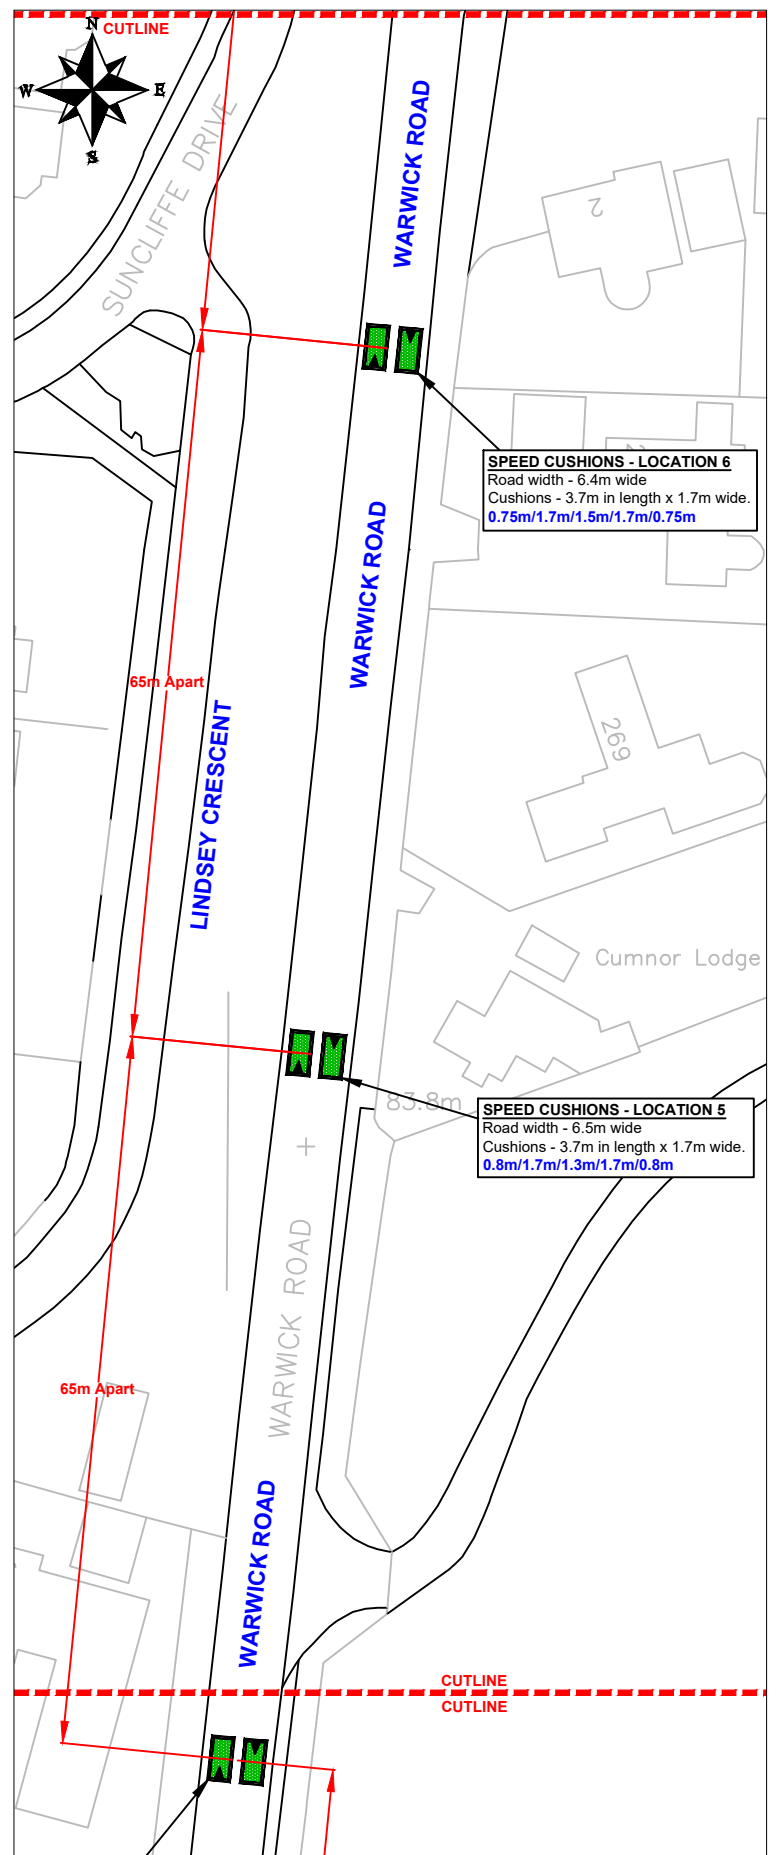 CUTLINE
N
W
E
S
SUNCLIFFE DRIVE
WARWICK ROAD
2
SPEED CUSHIONS - LOCATION 6
Road width - 6.4m wide
Cushions - 3.7m in length x 1.7m wide.
0.75m/1.7m/1.5m/1.7m/0.75m
WARWICK ROAD
65m Apart
LINDSEY CRESCENT
269
Cumnor Lodge
83.8m
SPEED CUSHIONS - LOCATION 5
Road width - 6.5m wide
Cushions - 3.7m in length x 1.7m wide.
0.8m/1.7m/1.3m/1.7m/0.8m
WARWICK ROAD
65m Apart
WARWICK ROAD
CUTLINE
CUTLINE